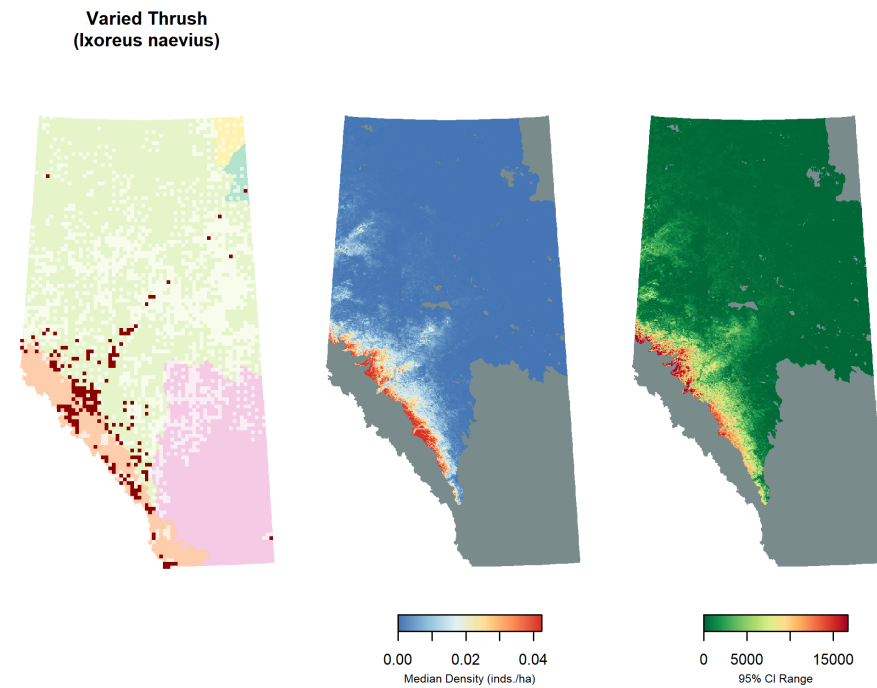 Varied Thrush
(Ixoreus naevius)
0.00 0.02 0.04
Median Density (inds./ha)
0 5000 15000
95% CI Range